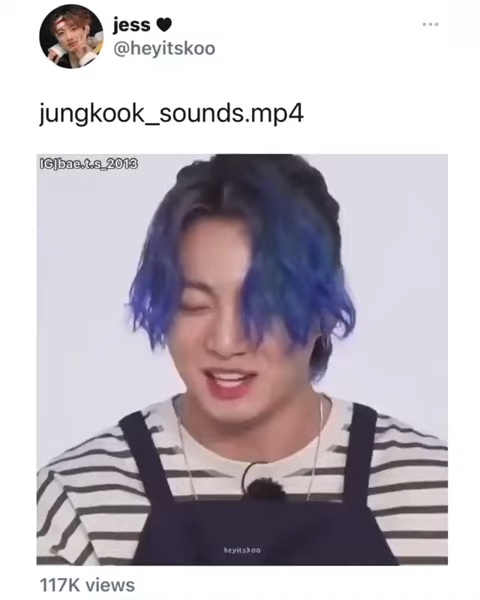 jess 🖤
@heyitskoo
jungkook_sounds.mp4
IG|bae.t.s_2013
heyitskoo
117K views